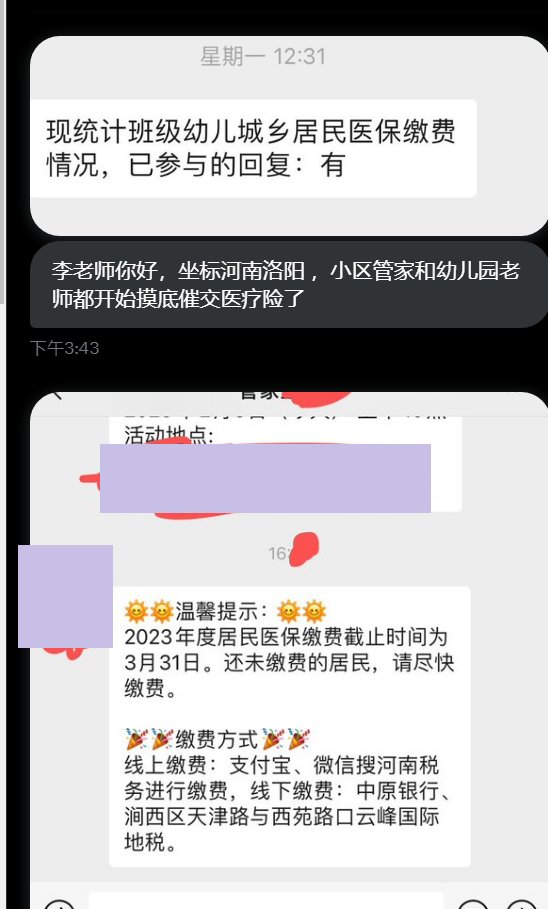 星期一 12:31
现统计班级幼儿城乡居民医保缴费
情况，已参与的回复：有
李老师你好，坐标河南洛阳 ，小区管家和幼儿园老
师都开始摸底催交医疗险了
下午3:43
活动地点:
16:
🌞🌞温馨提示：🌞🌞
2023年度居民医保缴费截止时间为
3月31日。还未缴费的居民，请尽快
缴费。
🎉🎉缴费方式🎉🎉
线上缴费：支付宝、微信搜河南税
务进行缴费，线下缴费：中原银行、
涧西区天津路与西苑路口云峰国际
地税。